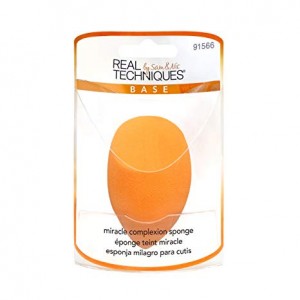 91566
REAL by Sam & Nic
TECHNIQUES®
BASE
miracle complexion sponge
éponge teint miracle
esponja milagro para cutis